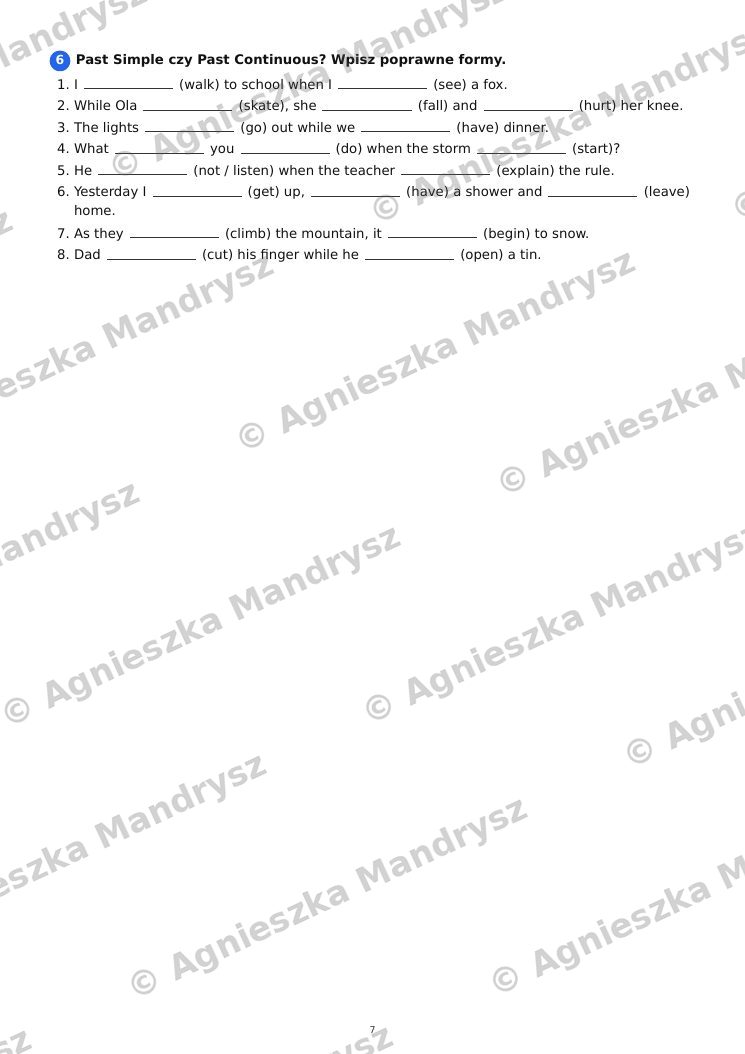 6 Past Simple czy Past Continuous? Wpisz poprawne formy.
1. I ____________ (walk) to school when I ____________ (see) a fox.
2. While Ola ____________ (skate), she ____________ (fall) and ____________ (hurt) her knee.
3. The lights ____________ (go) out while we ____________ (have) dinner.
4. What ____________ you ____________ (do) when the storm ____________ (start)?
5. He ____________ (not / listen) when the teacher ____________ (explain) the rule.
6. Yesterday I ____________ (get) up, ____________ (have) a shower and ____________ (leave)
home.
7. As they ____________ (climb) the mountain, it ____________ (begin) to snow.
8. Dad ____________ (cut) his finger while he ____________ (open) a tin.
© Agnieszka Mandrysz
7